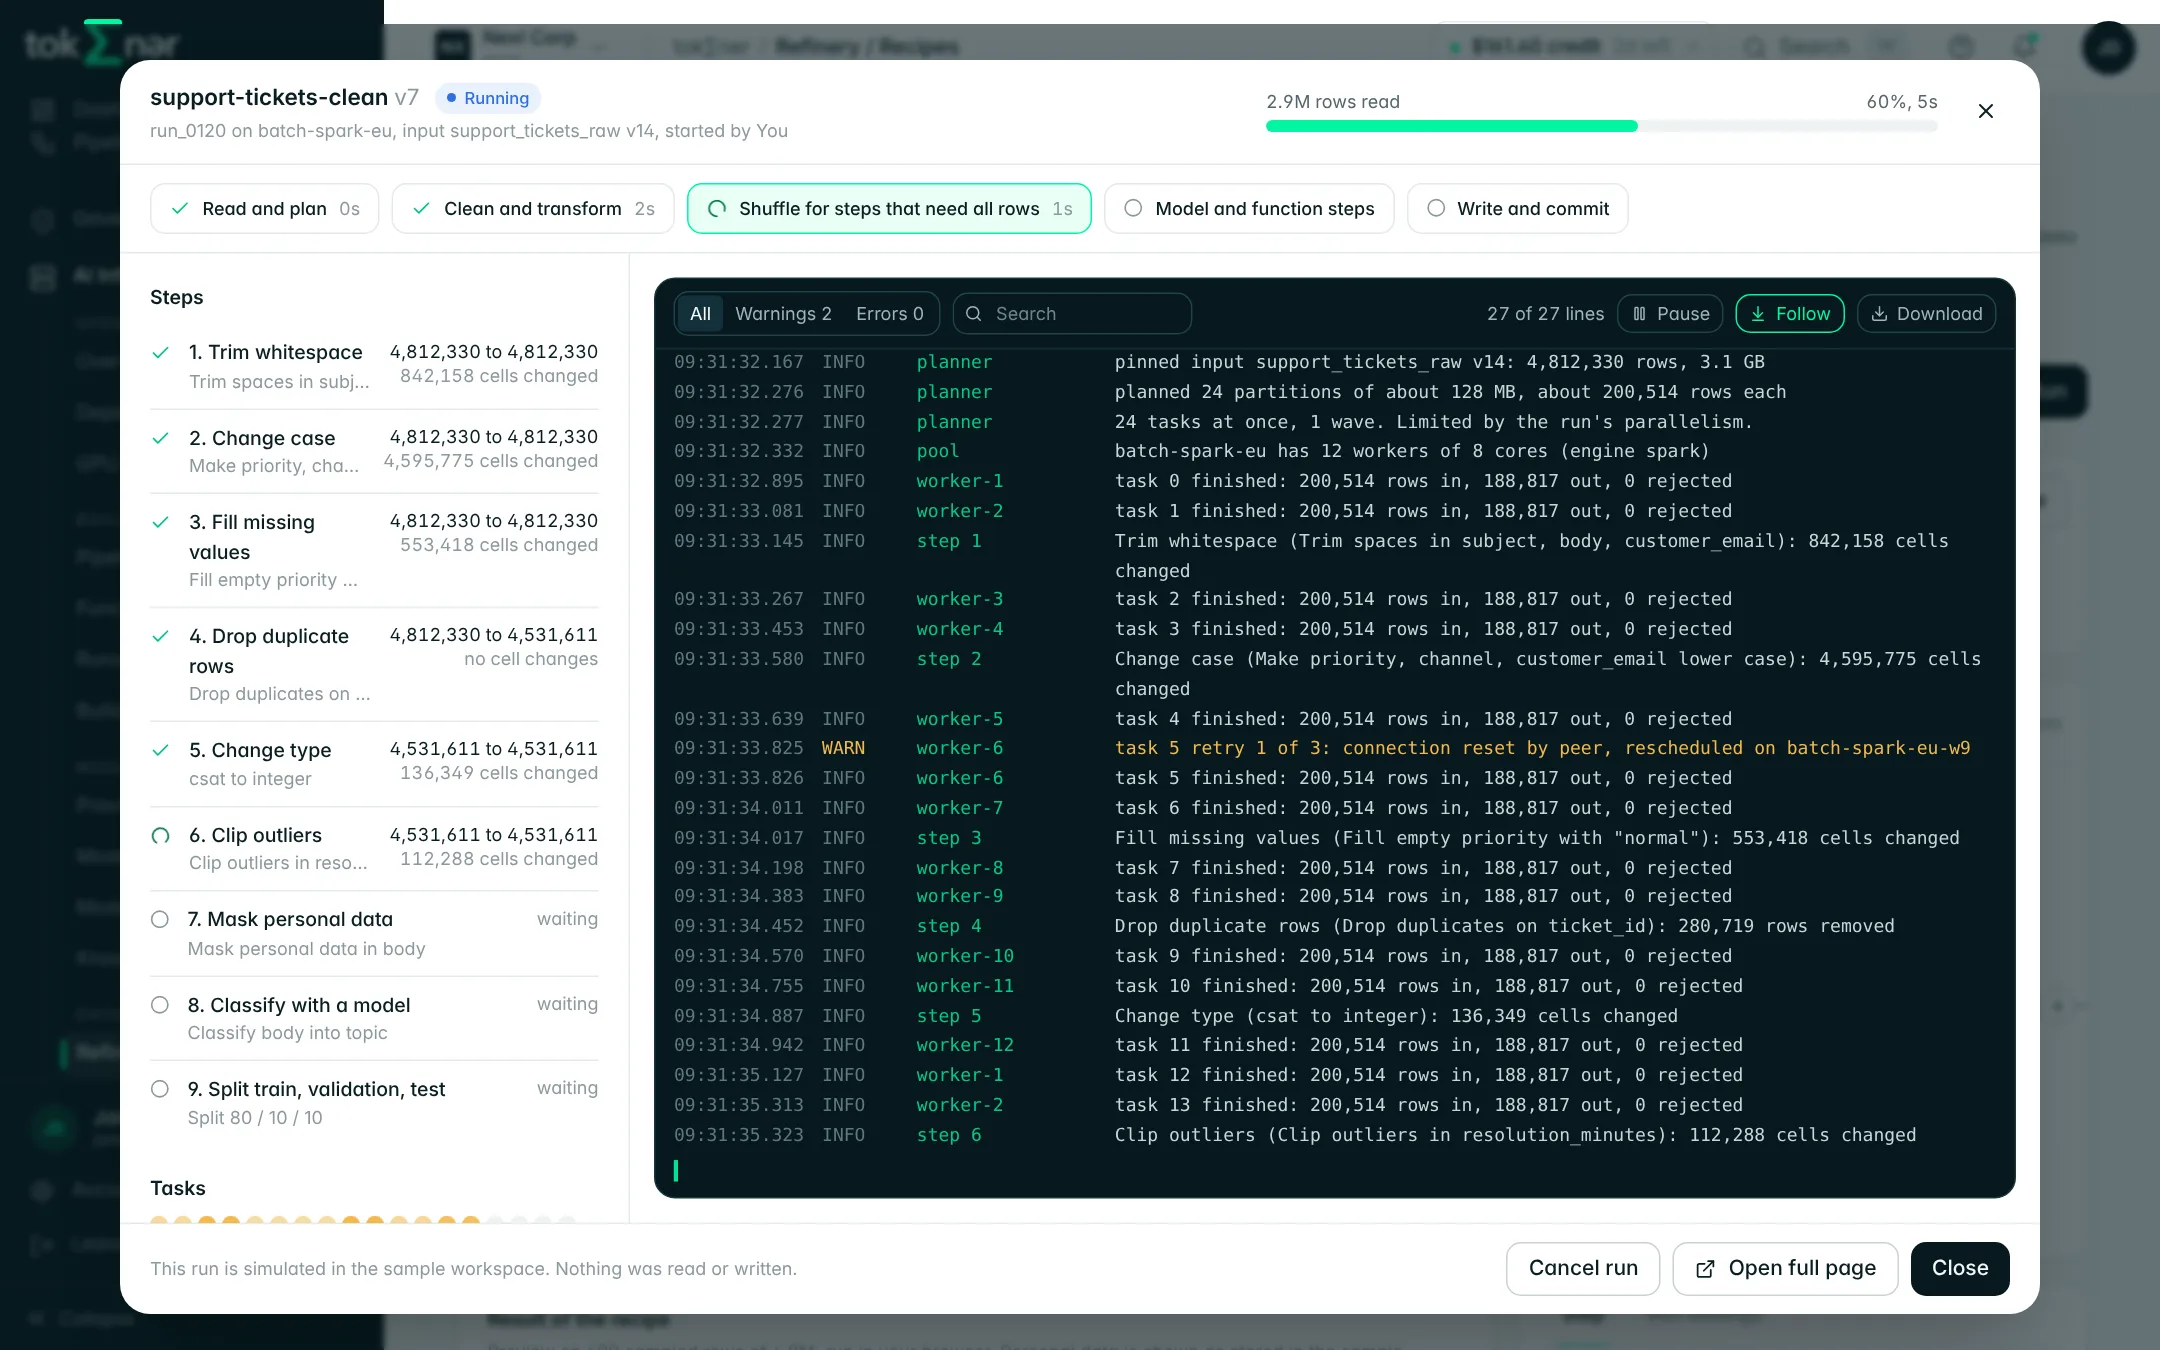 tokΣnar
Refinery / Recipes
support-tickets-clean v7
Running
run_0120 on batch-spark-eu, input support_tickets_raw v14, started by You
2.9M rows read
60%, 5s
Read and plan 0s
Clean and transform 2s
Shuffle for steps that need all rows 1s
Model and function steps
Write and commit
Steps
1. Trim whitespace
4,812,330 to 4,812,330
Trim spaces in subj...
842,158 cells changed
2. Change case
4,812,330 to 4,812,330
Make priority, cha...
4,595,775 cells changed
3. Fill missing
values
4,812,330 to 4,812,330
553,418 cells changed
Fill empty priority ...
4. Drop duplicate
rows
4,812,330 to 4,531,611
no cell changes
Drop duplicates on ...
5. Change type
4,531,611 to 4,531,611
csat to integer
136,349 cells changed
6. Clip outliers
4,531,611 to 4,531,611
Clip outliers in reso...
112,288 cells changed
7. Mask personal data
waiting
Mask personal data in body
8. Classify with a model
waiting
Classify body into topic
9. Split train, validation, test
waiting
Split 80 / 10 / 10
Tasks
All
Warnings 2
Errors 0
Search
27 of 27 lines
Pause
Follow
Download
09:31:32.167 INFO planner pinned input support_tickets_raw v14: 4,812,330 rows, 3.1 GB
09:31:32.276 INFO planner planned 24 partitions of about 128 MB, about 200,514 rows each
09:31:32.277 INFO planner 24 tasks at once, 1 wave. Limited by the run's parallelism.
09:31:32.332 INFO pool batch-spark-eu has 12 workers of 8 cores (engine spark)
09:31:32.895 INFO worker-1 task 0 finished: 200,514 rows in, 188,817 out, 0 rejected
09:31:33.081 INFO worker-2 task 1 finished: 200,514 rows in, 188,817 out, 0 rejected
09:31:33.145 INFO step 1 Trim whitespace (Trim spaces in subject, body, customer_email): 842,158 cells
changed
09:31:33.267 INFO worker-3 task 2 finished: 200,514 rows in, 188,817 out, 0 rejected
09:31:33.453 INFO worker-4 task 3 finished: 200,514 rows in, 188,817 out, 0 rejected
09:31:33.580 INFO step 2 Change case (Make priority, channel, customer_email lower case): 4,595,775 cells
changed
09:31:33.639 INFO worker-5 task 4 finished: 200,514 rows in, 188,817 out, 0 rejected
09:31:33.825 WARN worker-6 task 5 retry 1 of 3: connection reset by peer, rescheduled on batch-spark-eu-w9
09:31:33.826 INFO worker-6 task 5 finished: 200,514 rows in, 188,817 out, 0 rejected
09:31:34.011 INFO worker-7 task 6 finished: 200,514 rows in, 188,817 out, 0 rejected
09:31:34.017 INFO step 3 Fill missing values (Fill empty priority with "normal"): 553,418 cells changed
09:31:34.198 INFO worker-8 task 7 finished: 200,514 rows in, 188,817 out, 0 rejected
09:31:34.383 INFO worker-9 task 8 finished: 200,514 rows in, 188,817 out, 0 rejected
09:31:34.452 INFO step 4 Drop duplicate rows (Drop duplicates on ticket_id): 280,719 rows removed
09:31:34.570 INFO worker-10 task 9 finished: 200,514 rows in, 188,817 out, 0 rejected
09:31:34.755 INFO worker-11 task 10 finished: 200,514 rows in, 188,817 out, 0 rejected
09:31:34.887 INFO step 5 Change type (csat to integer): 136,349 cells changed
09:31:34.942 INFO worker-12 task 11 finished: 200,514 rows in, 188,817 out, 0 rejected
09:31:35.127 INFO worker-1 task 12 finished: 200,514 rows in, 188,817 out, 0 rejected
09:31:35.313 INFO worker-2 task 13 finished: 200,514 rows in, 188,817 out, 0 rejected
09:31:35.323 INFO step 6 Clip outliers (Clip outliers in resolution_minutes): 112,288 cells changed
This run is simulated in the sample workspace. Nothing was read or written.
Cancel run
Open full page
Close